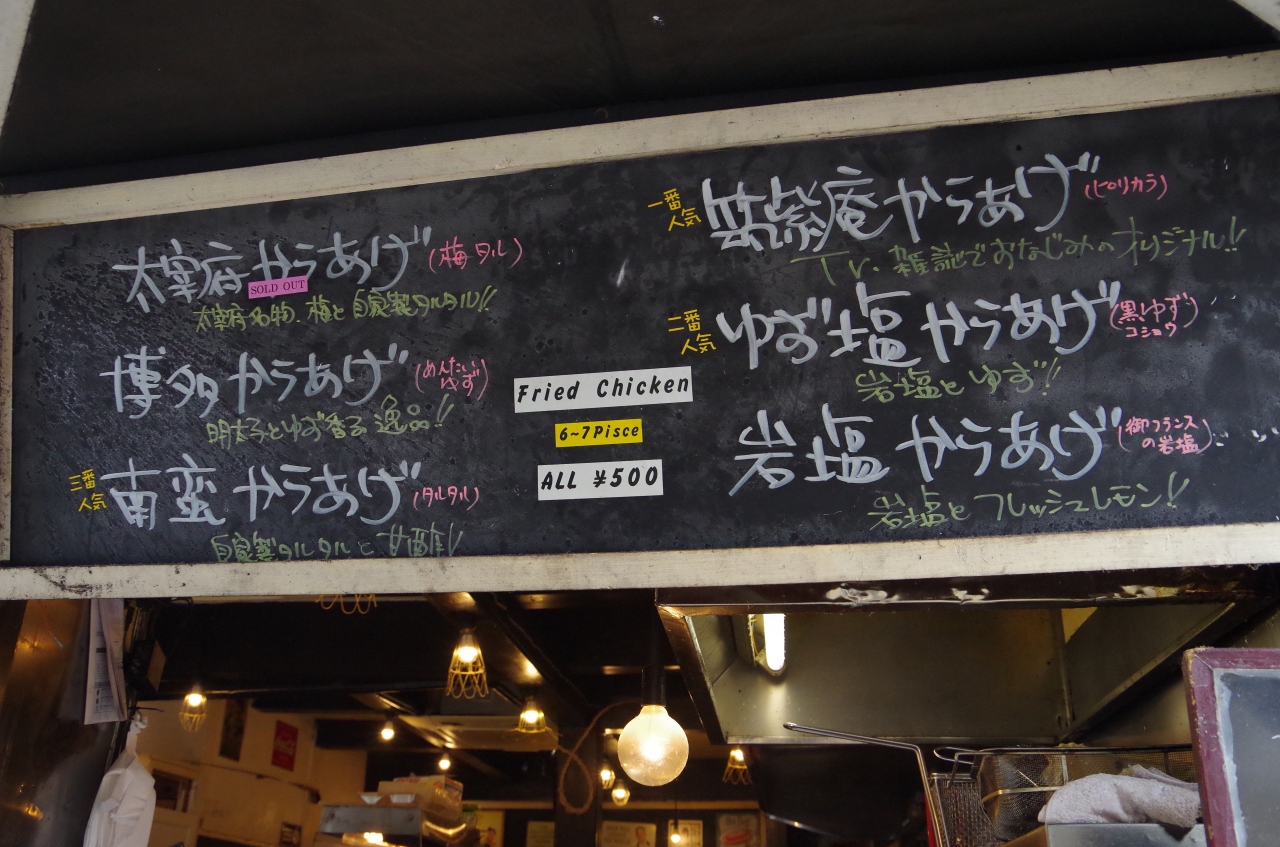 太宰府からあげ(梅タル)
SOLD OUT
太宰府名物、梅と自家製タルタル!!
博多からあげ(めんたいゆず)
明太子とゆず香る逸品!!
三番人気
南蛮からあげ(タルタル)
自家製タルタルと甘酢!
Fried Chicken
6~7Pisce
ALL ¥500
一番人気
筑紫庵からあげ(ピリカラ)
TV.雑誌でおなじみのオリジナル!!
二番人気
ゆず塩からあげ(黒ゆずコショウ)
岩塩とゆず!!
岩塩からあげ(御フランスの岩塩)
岩塩とフレッシュレモン!!